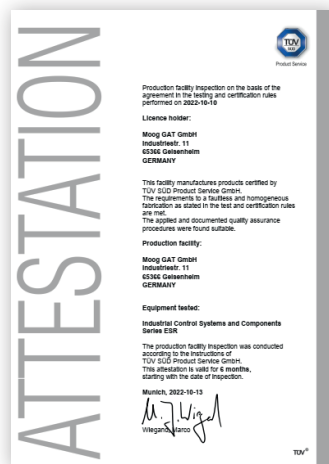 ATTESTATION
TÜV
SÜD
Product Service
Production facility inspection on the basis of the
agreement in the testing and certification rules
performed on 2022-10-10
Licence holder:
Moog GAT GmbH
Industriestr. 11
65366 Geisenheim
GERMANY
This facility manufactures products certified by
TÜV SÜD Product Service GmbH.
The requirements to a faultless and homogeneous
fabrication as stated in the test and certification rules
are met.
The applied and documented quality assurance
procedures were found suitable.
Production facility:
Moog GAT GmbH
Industriestr. 11
65366 Geisenheim
GERMANY
Equipment tested:
Industrial Control Systems and Components
Series ESR
The production facility inspection was conducted
according to the instructions of
TÜV SÜD Product Service GmbH.
This attestation is valid for 6 months,
starting with the date of inspection.
Munich, 2022-10-13
Wiegand, Marco
TÜV®